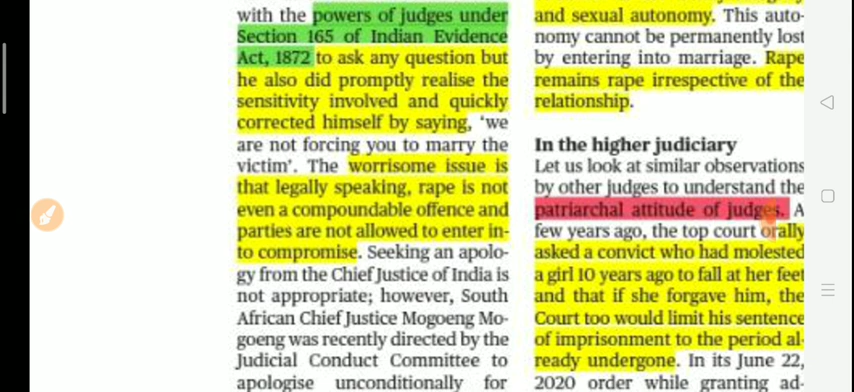 with the powers of judges under
Section 165 of Indian Evidence
Act, 1872 to ask any question but
he also did promptly realise the
sensitivity involved and quickly
corrected himself by saying, ‘we
are not forcing you to marry the
victim’. The worrisome issue is
that legally speaking, rape is not
even a compoundable offence and
parties are not allowed to enter in-
to compromise. Seeking an apolo-
gy from the Chief Justice of India is
not appropriate; however, South
African Chief Justice Mogoeng Mo-
goeng was recently directed by the
Judicial Conduct Committee to
apologise unconditionally for
and sexual autonomy. This auto-
nomy cannot be permanently lost
by entering into marriage. Rape
remains rape irrespective of the
relationship.
In the higher judiciary
Let us look at similar observations
by other judges to understand the
patriarchal attitude of judges. A
few years ago, the top court orally
asked a convict who had molested
a girl 10 years ago to fall at her feet
and that if she forgave him, the
Court too would limit his sentence
of imprisonment to the period al-
ready undergone. In its June 22,
2020 order while granting ad-